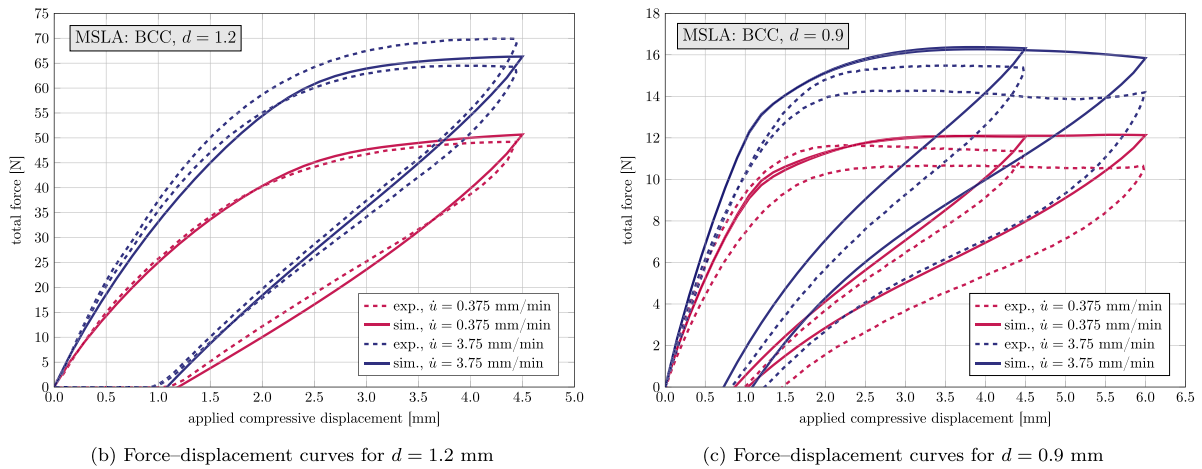 MSLA: BCC, d = 1.2
total force [N]
75
70
65
60
55
50
45
40
35
30
25
20
15
10
5
0
0.0 0.5 1.0 1.5 2.0 2.5 3.0 3.5 4.0 4.5 5.0
applied compressive displacement [mm]
exp., u̇ = 0.375 mm/min
sim., u̇ = 0.375 mm/min
exp., u̇ = 3.75 mm/min
sim., u̇ = 3.75 mm/min
(b) Force–displacement curves for d = 1.2 mm
MSLA: BCC, d = 0.9
total force [N]
18
16
14
12
10
8
6
4
2
0
0.0 0.5 1.0 1.5 2.0 2.5 3.0 3.5 4.0 4.5 5.0 5.5 6.0 6.5
applied compressive displacement [mm]
exp., u̇ = 0.375 mm/min
sim., u̇ = 0.375 mm/min
exp., u̇ = 3.75 mm/min
sim., u̇ = 3.75 mm/min
(c) Force–displacement curves for d = 0.9 mm